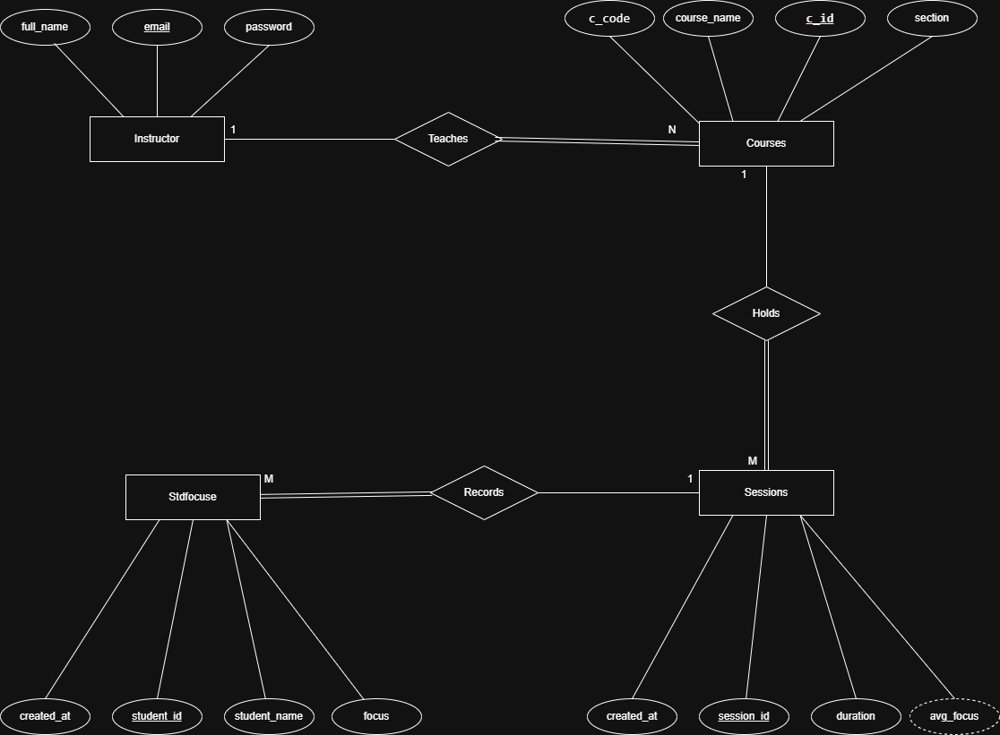 full_name
email
password
c_code
course_name
c_id
section
Instructor
1
Teaches
N
Courses
1
Holds
M
Stdfocuse
M
Records
1
Sessions
created_at
student_id
student_name
focus
created_at
session_id
duration
avg_focus